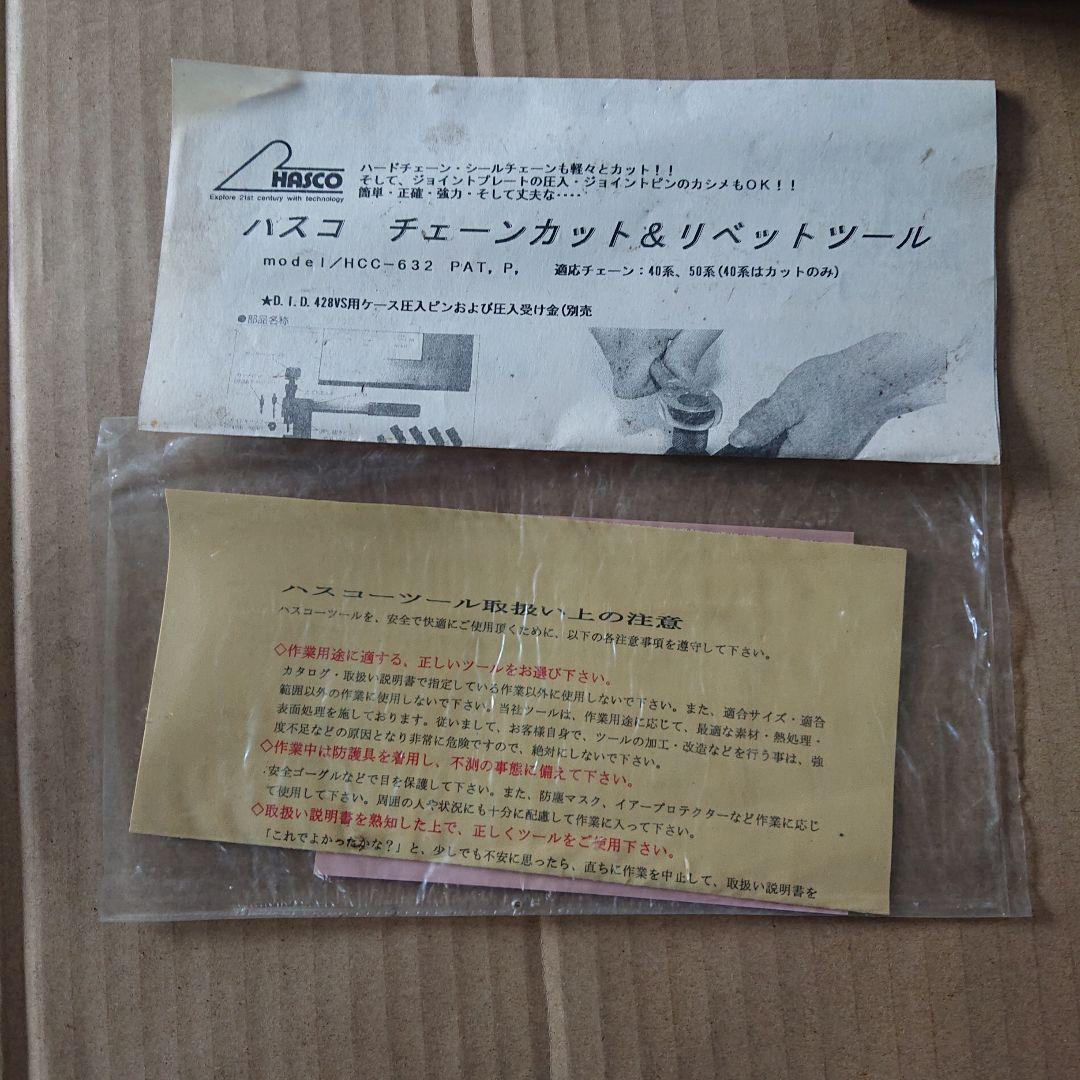 HASCO
Explore 21st century with technology
ハードチェーン・シールチェーンも軽々とカット！！
そして、ジョイントプレートの圧入・ジョイントピンのカシメもOK！！
簡単・正確・強力・そして丈夫な‥‥
ハスコ チェーンカット＆リベットツール
model／HCC－632 PAT，P， 適応チェーン：40系、50系(40系はカットのみ)
★D.I.D.428VS用ケース圧入ピンおよび圧入受け金(別売
●部品名称
ハスコーツール取扱い上の注意
ハスコーツールを、安全で快適にご使用頂くために、以下の各注意事項を遵守して下さい。
◇作業用途に適する、正しいツールをお選び下さい。
カタログ・取扱い説明書で指定している作業以外に使用しないで下さい。また、適合サイズ・適合
範囲以外の作業に使用しないで下さい。当社ツールは、作業用途に応じて、最適な素材・熱処理・
表面処理を施しております。従いまして、お客様自身で、ツールの加工・改造などを行う事は、強
度不足などの原因となり非常に危険ですので、絶対にしないで下さい。
◇作業中は防護具を着用し、不測の事態に備えて下さい。
安全ゴーグルなどで目を保護して下さい。また、防塵マスク、イアープロテクターなど作業に応じ
て使用して下さい。周囲の人や状況にも十分に配慮して作業に入って下さい。
◇取扱い説明書を熟知した上で、正しくツールをご使用下さい。
「これでよかったかな？」と、少しでも不安に思ったら、直ちに作業を中止して、取扱い説明書を